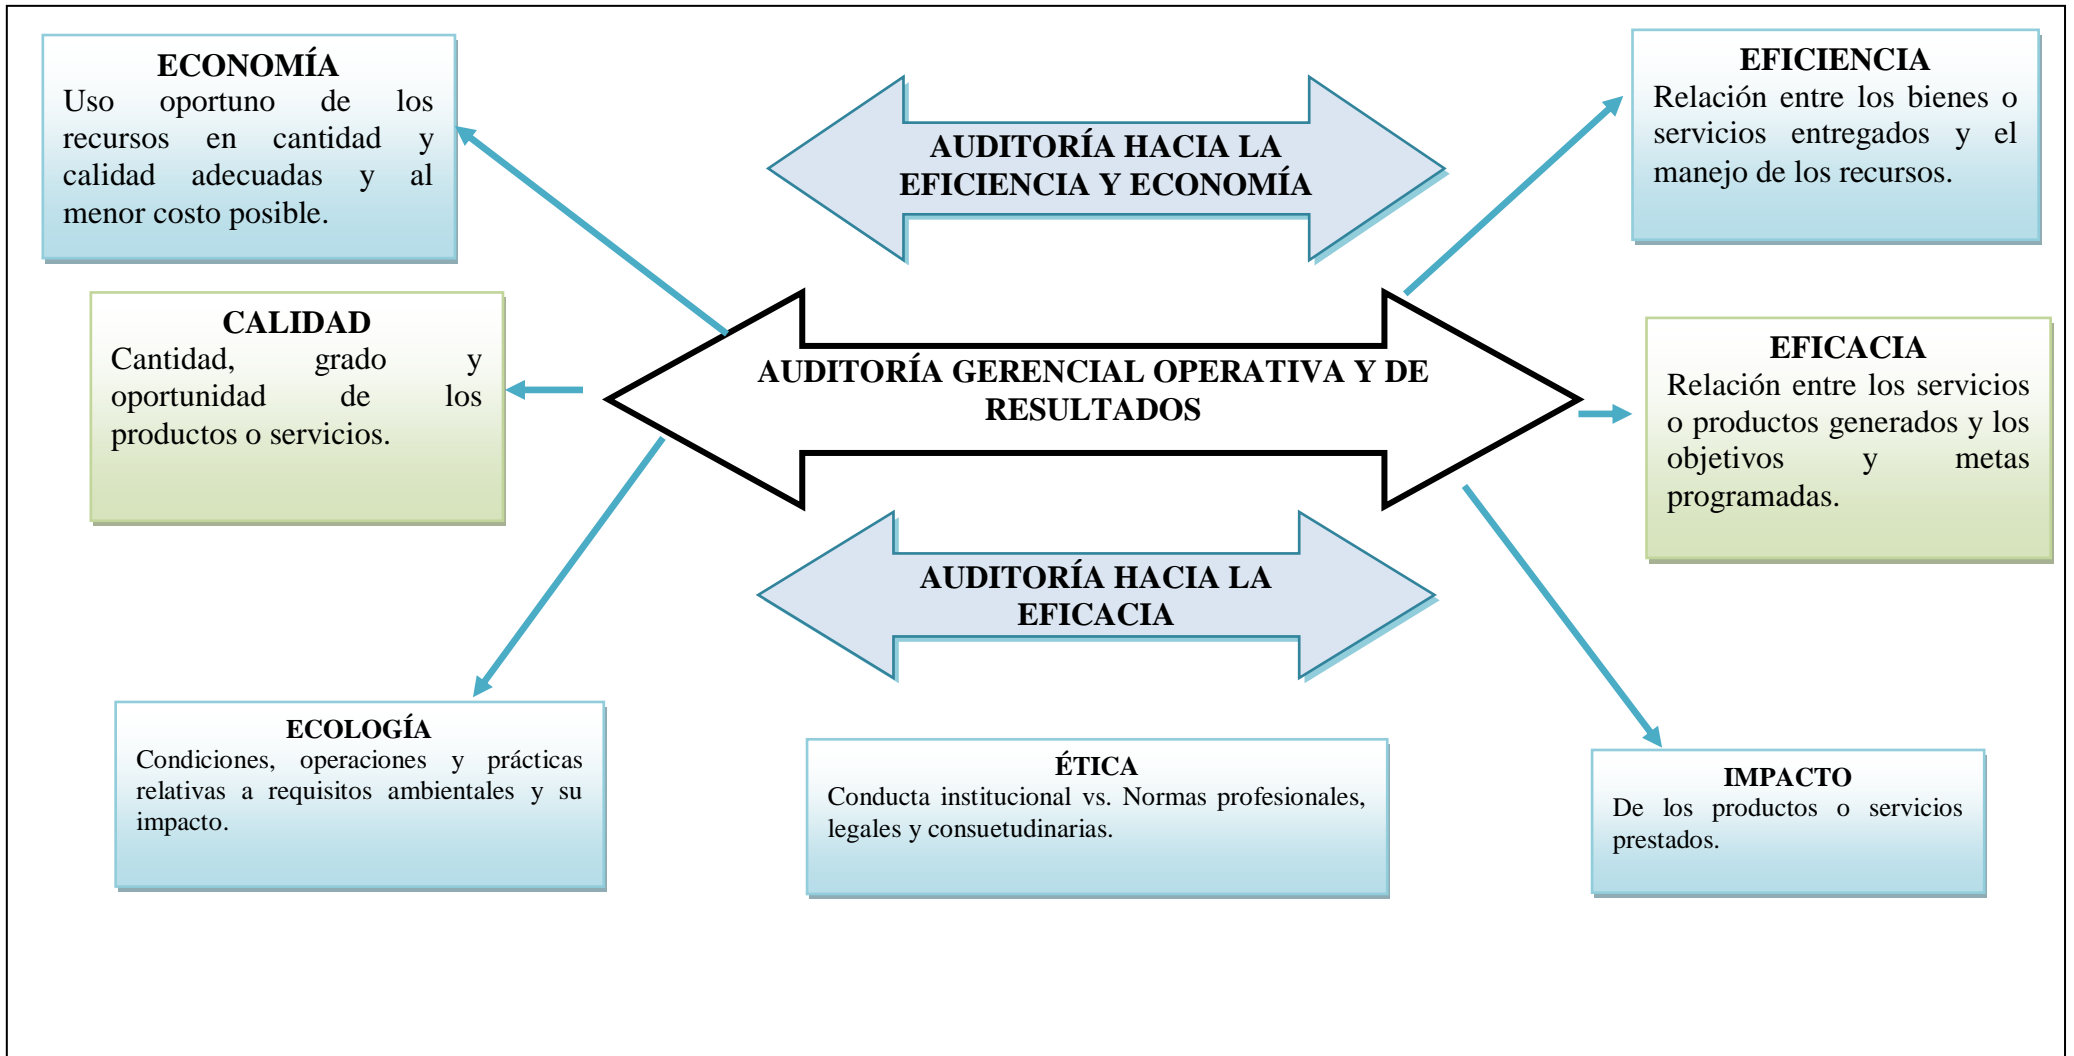 ECONOMÍA
Uso oportuno de los
recursos en cantidad y
calidad adecuadas y al
menor costo posible.
AUDITORÍA HACIA LA
EFICIENCIA Y ECONOMÍA
EFICIENCIA
Relación entre los bienes o
servicios entregados y el
manejo de los recursos.
CALIDAD
Cantidad, grado y
oportunidad de los
productos o servicios.
AUDITORÍA GERENCIAL OPERATIVA Y DE
RESULTADOS
EFICACIA
Relación entre los servicios
o productos generados y los
objetivos y metas
programadas.
AUDITORÍA HACIA LA
EFICACIA
ECOLOGÍA
Condiciones, operaciones y prácticas
relativas a requisitos ambientales y su
impacto.
ÉTICA
Conducta institucional vs. Normas profesionales,
legales y consuetudinarias.
IMPACTO
De los productos o servicios
prestados.